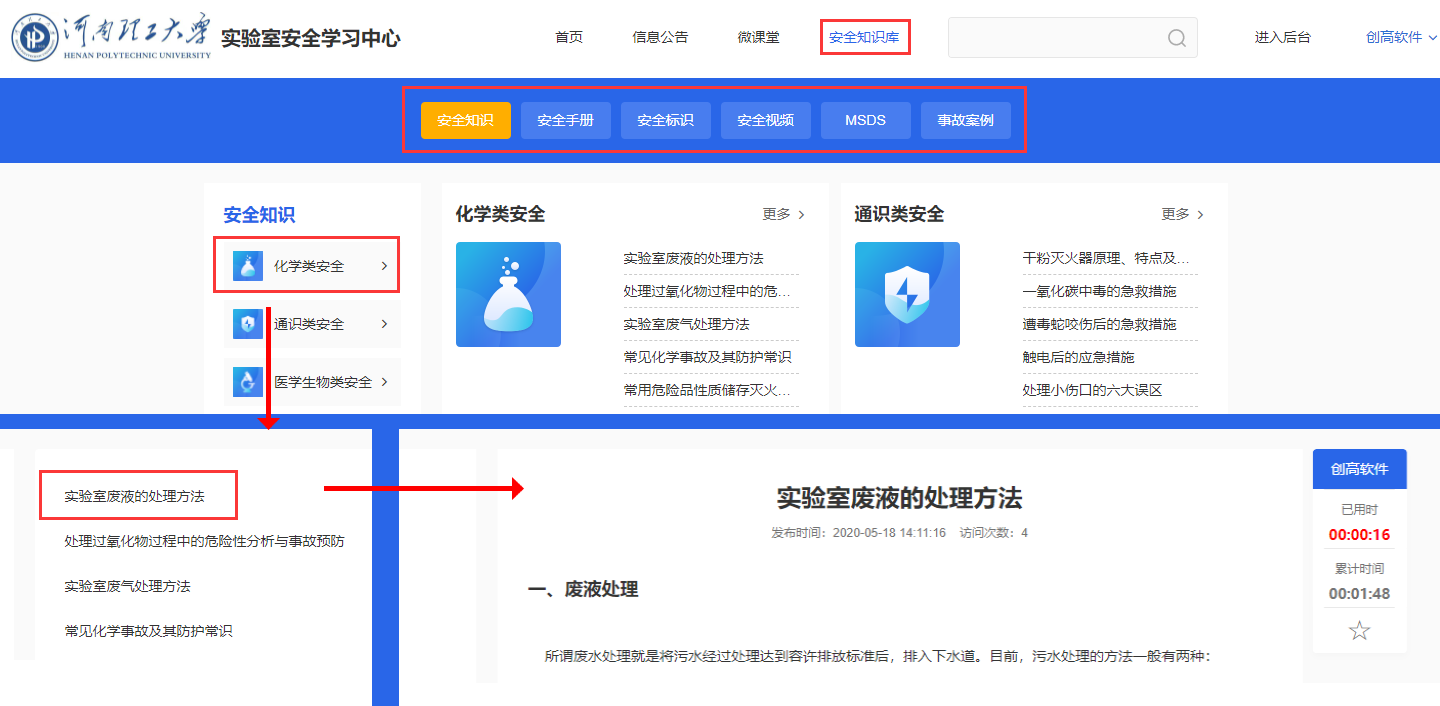 河南理工大学
HENAN POLYTECHNIC UNIVERSITY
实验室安全学习中心
首页
信息公告
微课堂
安全知识库
进入后台
创高软件
安全知识
安全手册
安全标识
安全视频
MSDS
事故案例
安全知识
化学类安全
通识类安全
医学生物类安全
化学类安全
更多
实验室废液的处理方法
处理过氧化物过程中的危...
实验室废气处理方法
常见化学事故及其防护常识
常用危险品性质储存灭火...
通识类安全
更多
干粉灭火器原理、特点及...
一氧化碳中毒的急救措施
遭毒蛇咬伤后的急救措施
触电后的应急措施
处理小伤口的六大误区
实验室废液的处理方法
处理过氧化物过程中的危险性分析与事故预防
实验室废气处理方法
常见化学事故及其防护常识
实验室废液的处理方法
发布时间：2020-05-18 14:11:16 访问次数：4
一、废液处理
所谓废水处理就是将污水经过处理达到容许排放标准后，排入下水道。目前，污水处理的方法一般有两种：
创高软件
已用时
00:00:16
累计时间
00:01:48